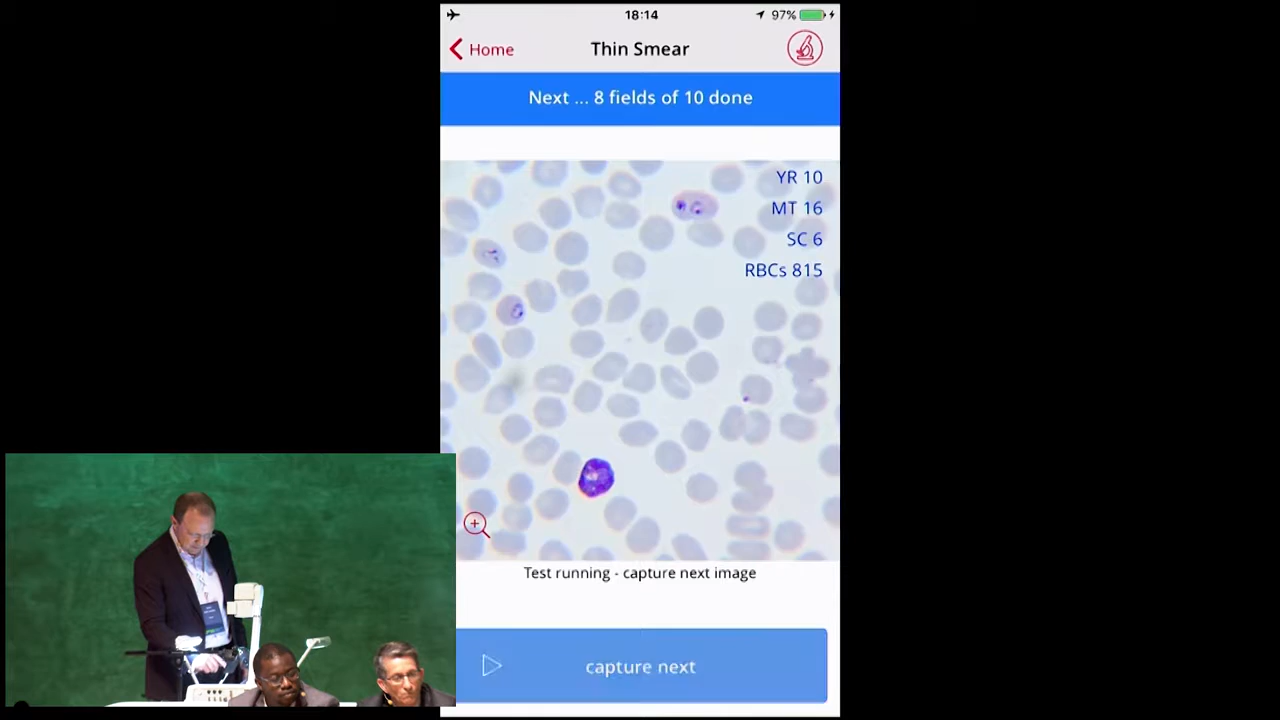 18:14
97%
Home
Thin Smear
Next ... 8 fields of 10 done
YR 10
MT 16
SC 6
RBCs 815
Test running - capture next image
capture next